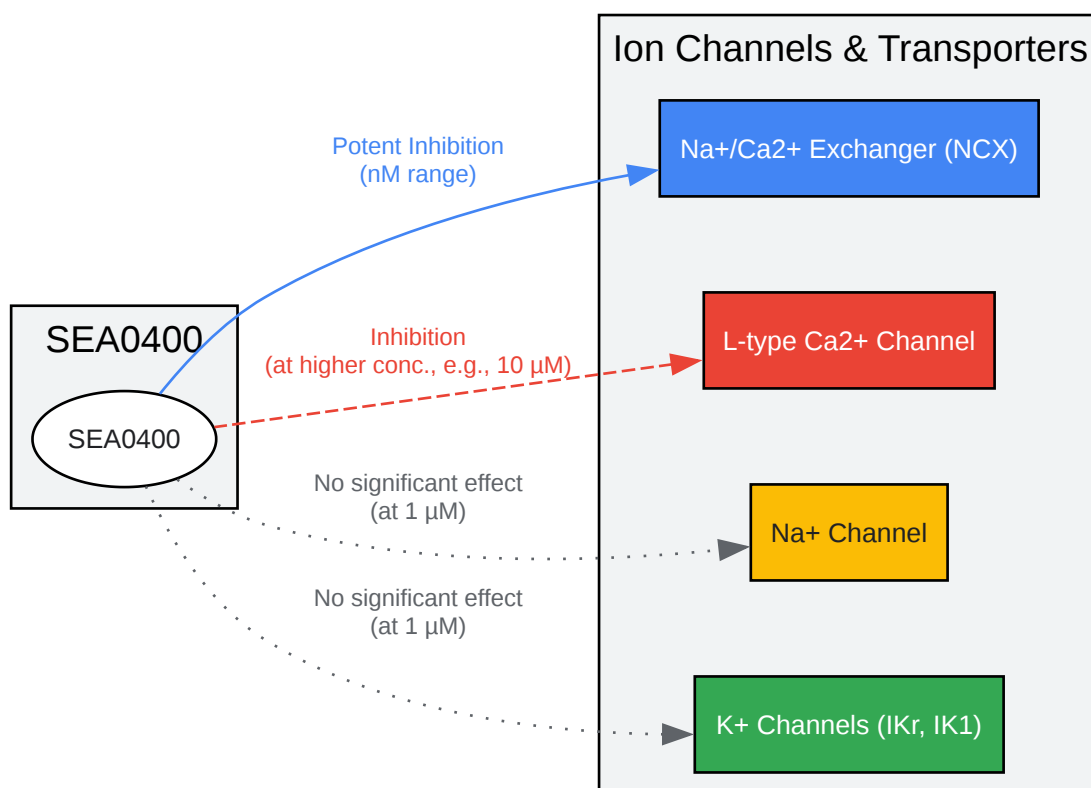 Ion Channels & Transporters
Na+/Ca2+ Exchanger (NCX)
Potent Inhibition
(nM range)
SEA0400
Inhibition
(at higher conc., e.g., 10 µM)
L-type Ca2+ Channel
SEA0400
No significant effect
(at 1 µM)
Na+ Channel
No significant effect
(at 1 µM)
K+ Channels (IKr, IK1)